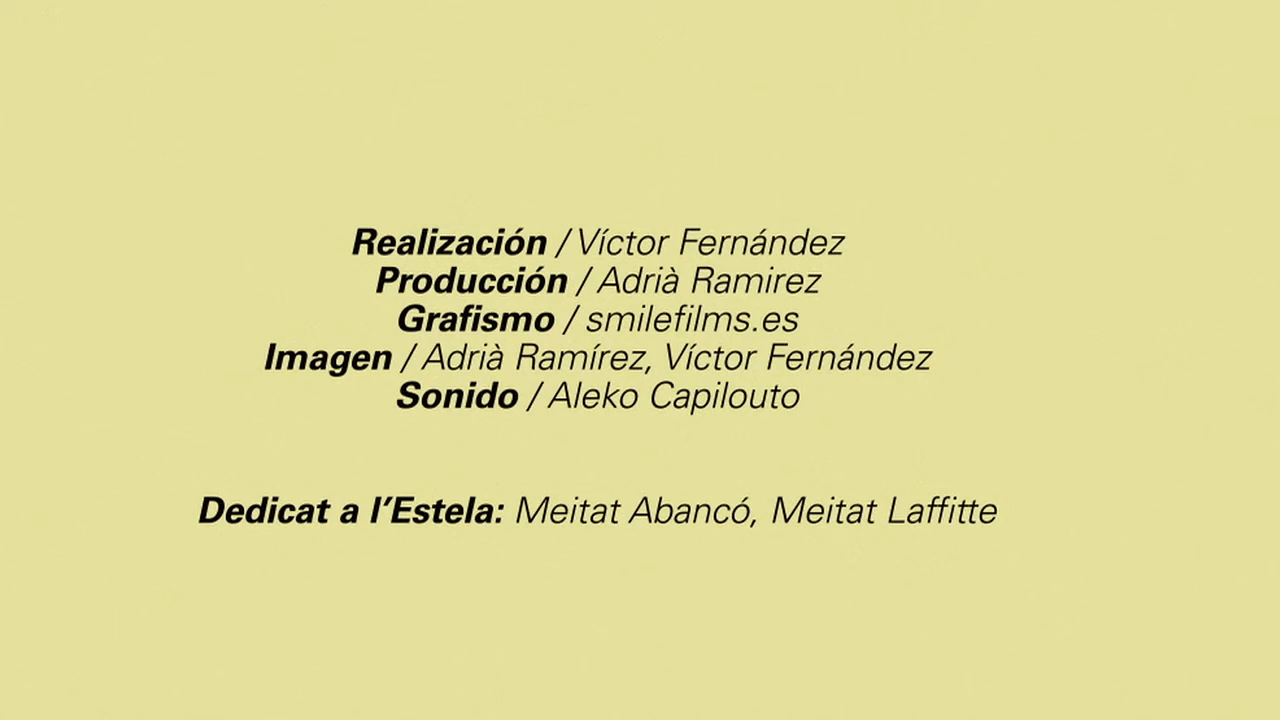 Realización / Víctor Fernández
Producción / Adrià Ramirez
Grafismo / smilefilms.es
Imagen / Adrià Ramírez, Víctor Fernández
Sonido / Aleko Capilouto
Dedicat a l'Estela: Meitat Abancó, Meitat Laffitte